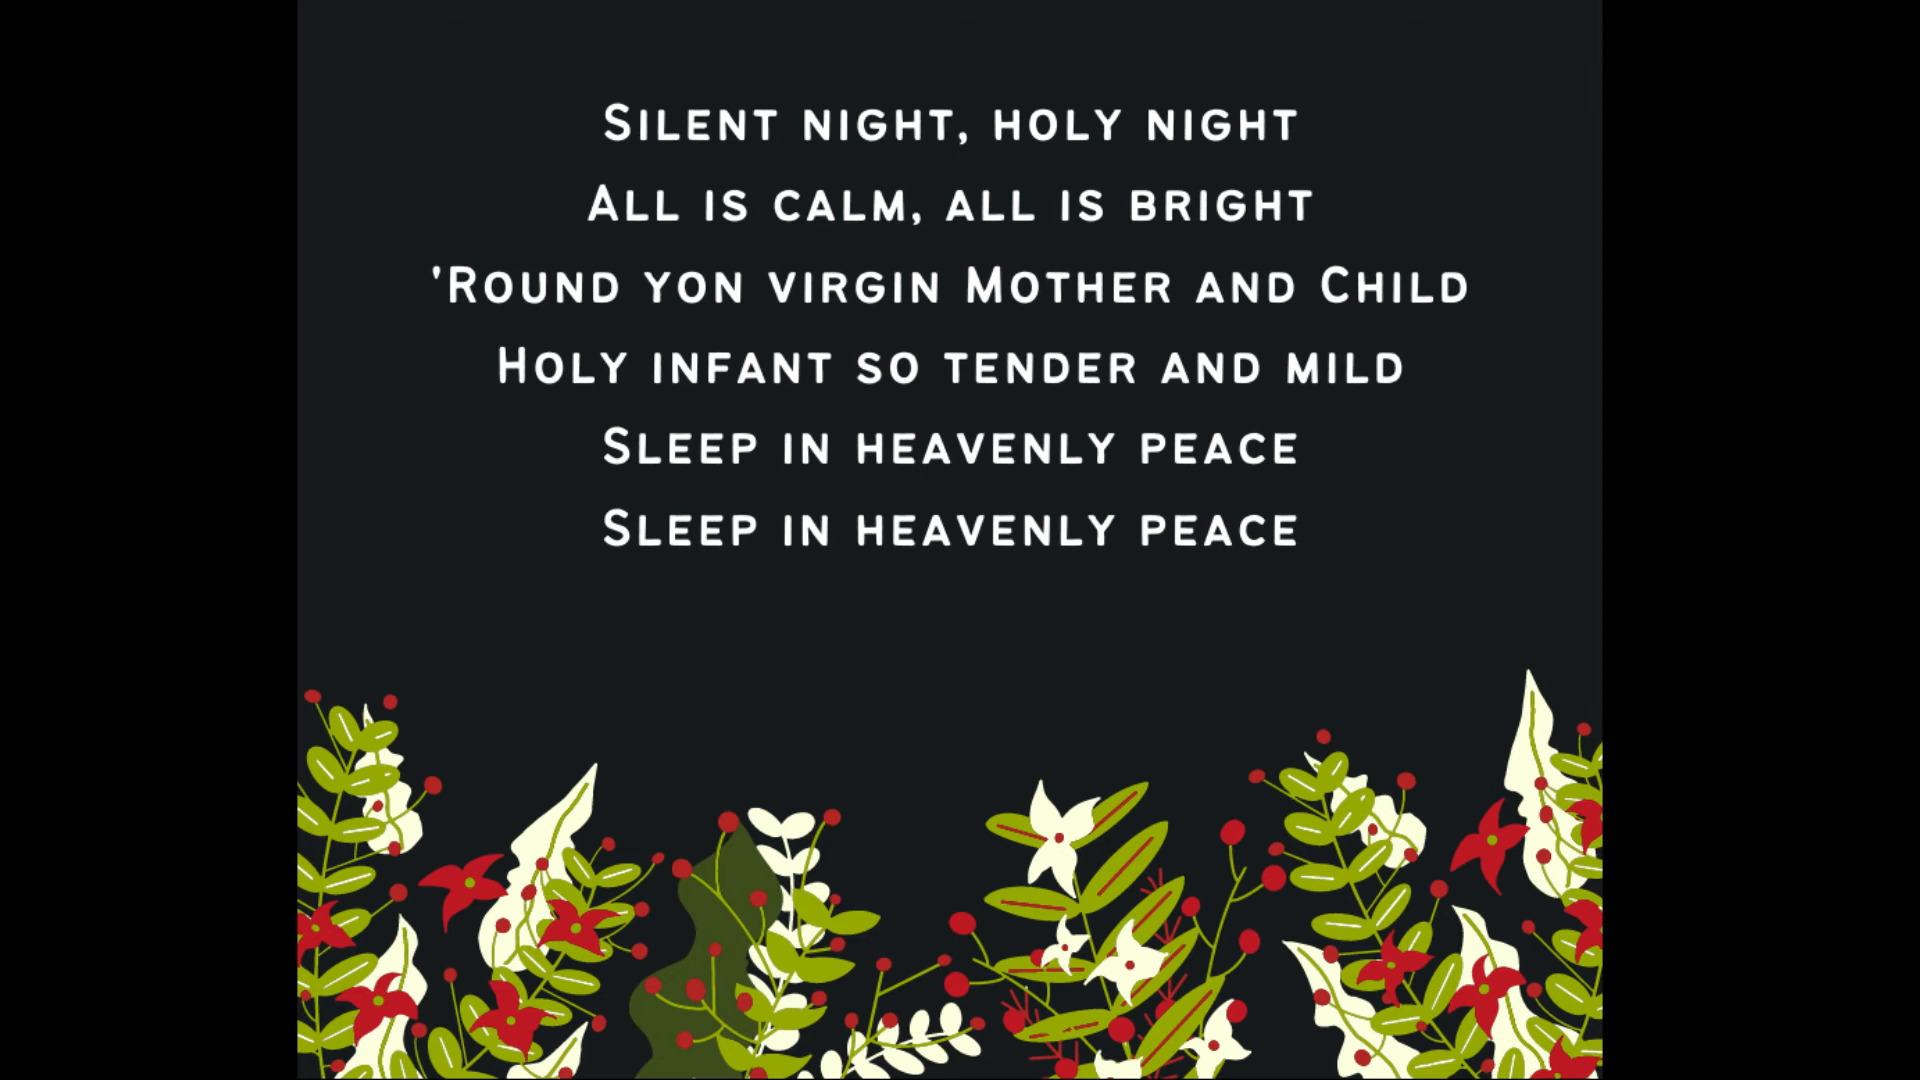 Silent night, holy night
All is calm, all is bright
'Round yon virgin Mother and Child
Holy infant so tender and mild
Sleep in heavenly peace
Sleep in heavenly peace